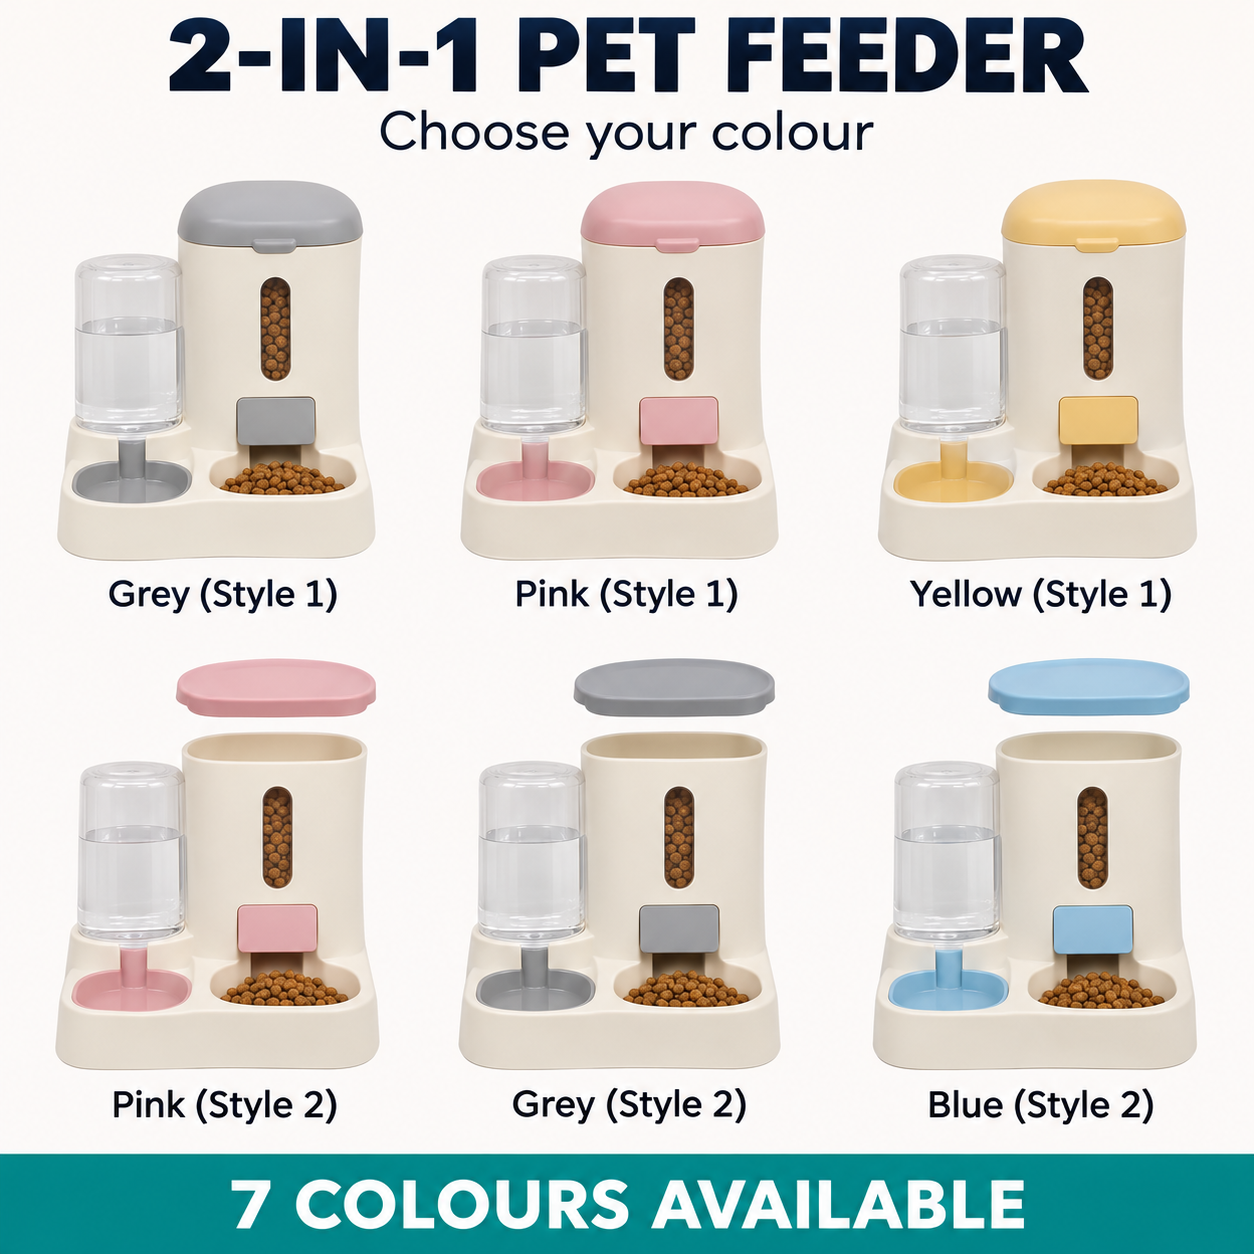 2-IN-1 PET FEEDER
Choose your colour
Grey (Style 1)
Pink (Style 1)
Yellow (Style 1)
Pink (Style 2)
Grey (Style 2)
Blue (Style 2)
7 COLOURS AVAILABLE